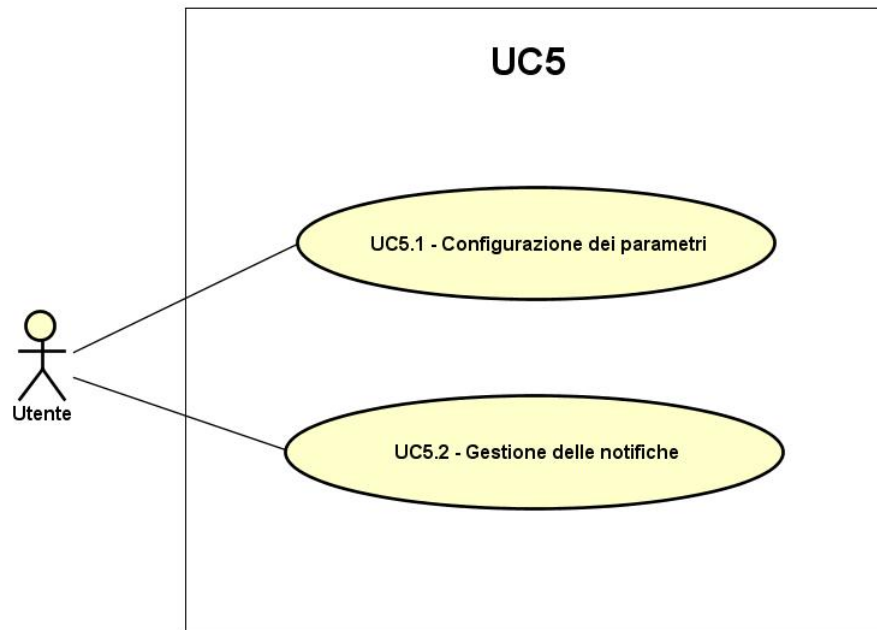 UC5
UC5.1 - Configurazione dei parametri
Utente
UC5.2 - Gestione delle notifiche